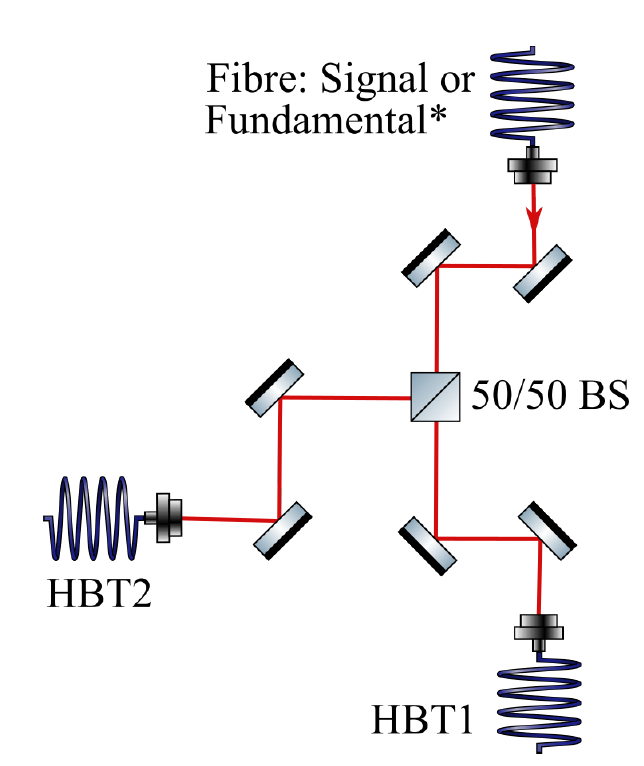 Fibre: Signal or
Fundamental*
50/50 BS
HBT2
HBT1